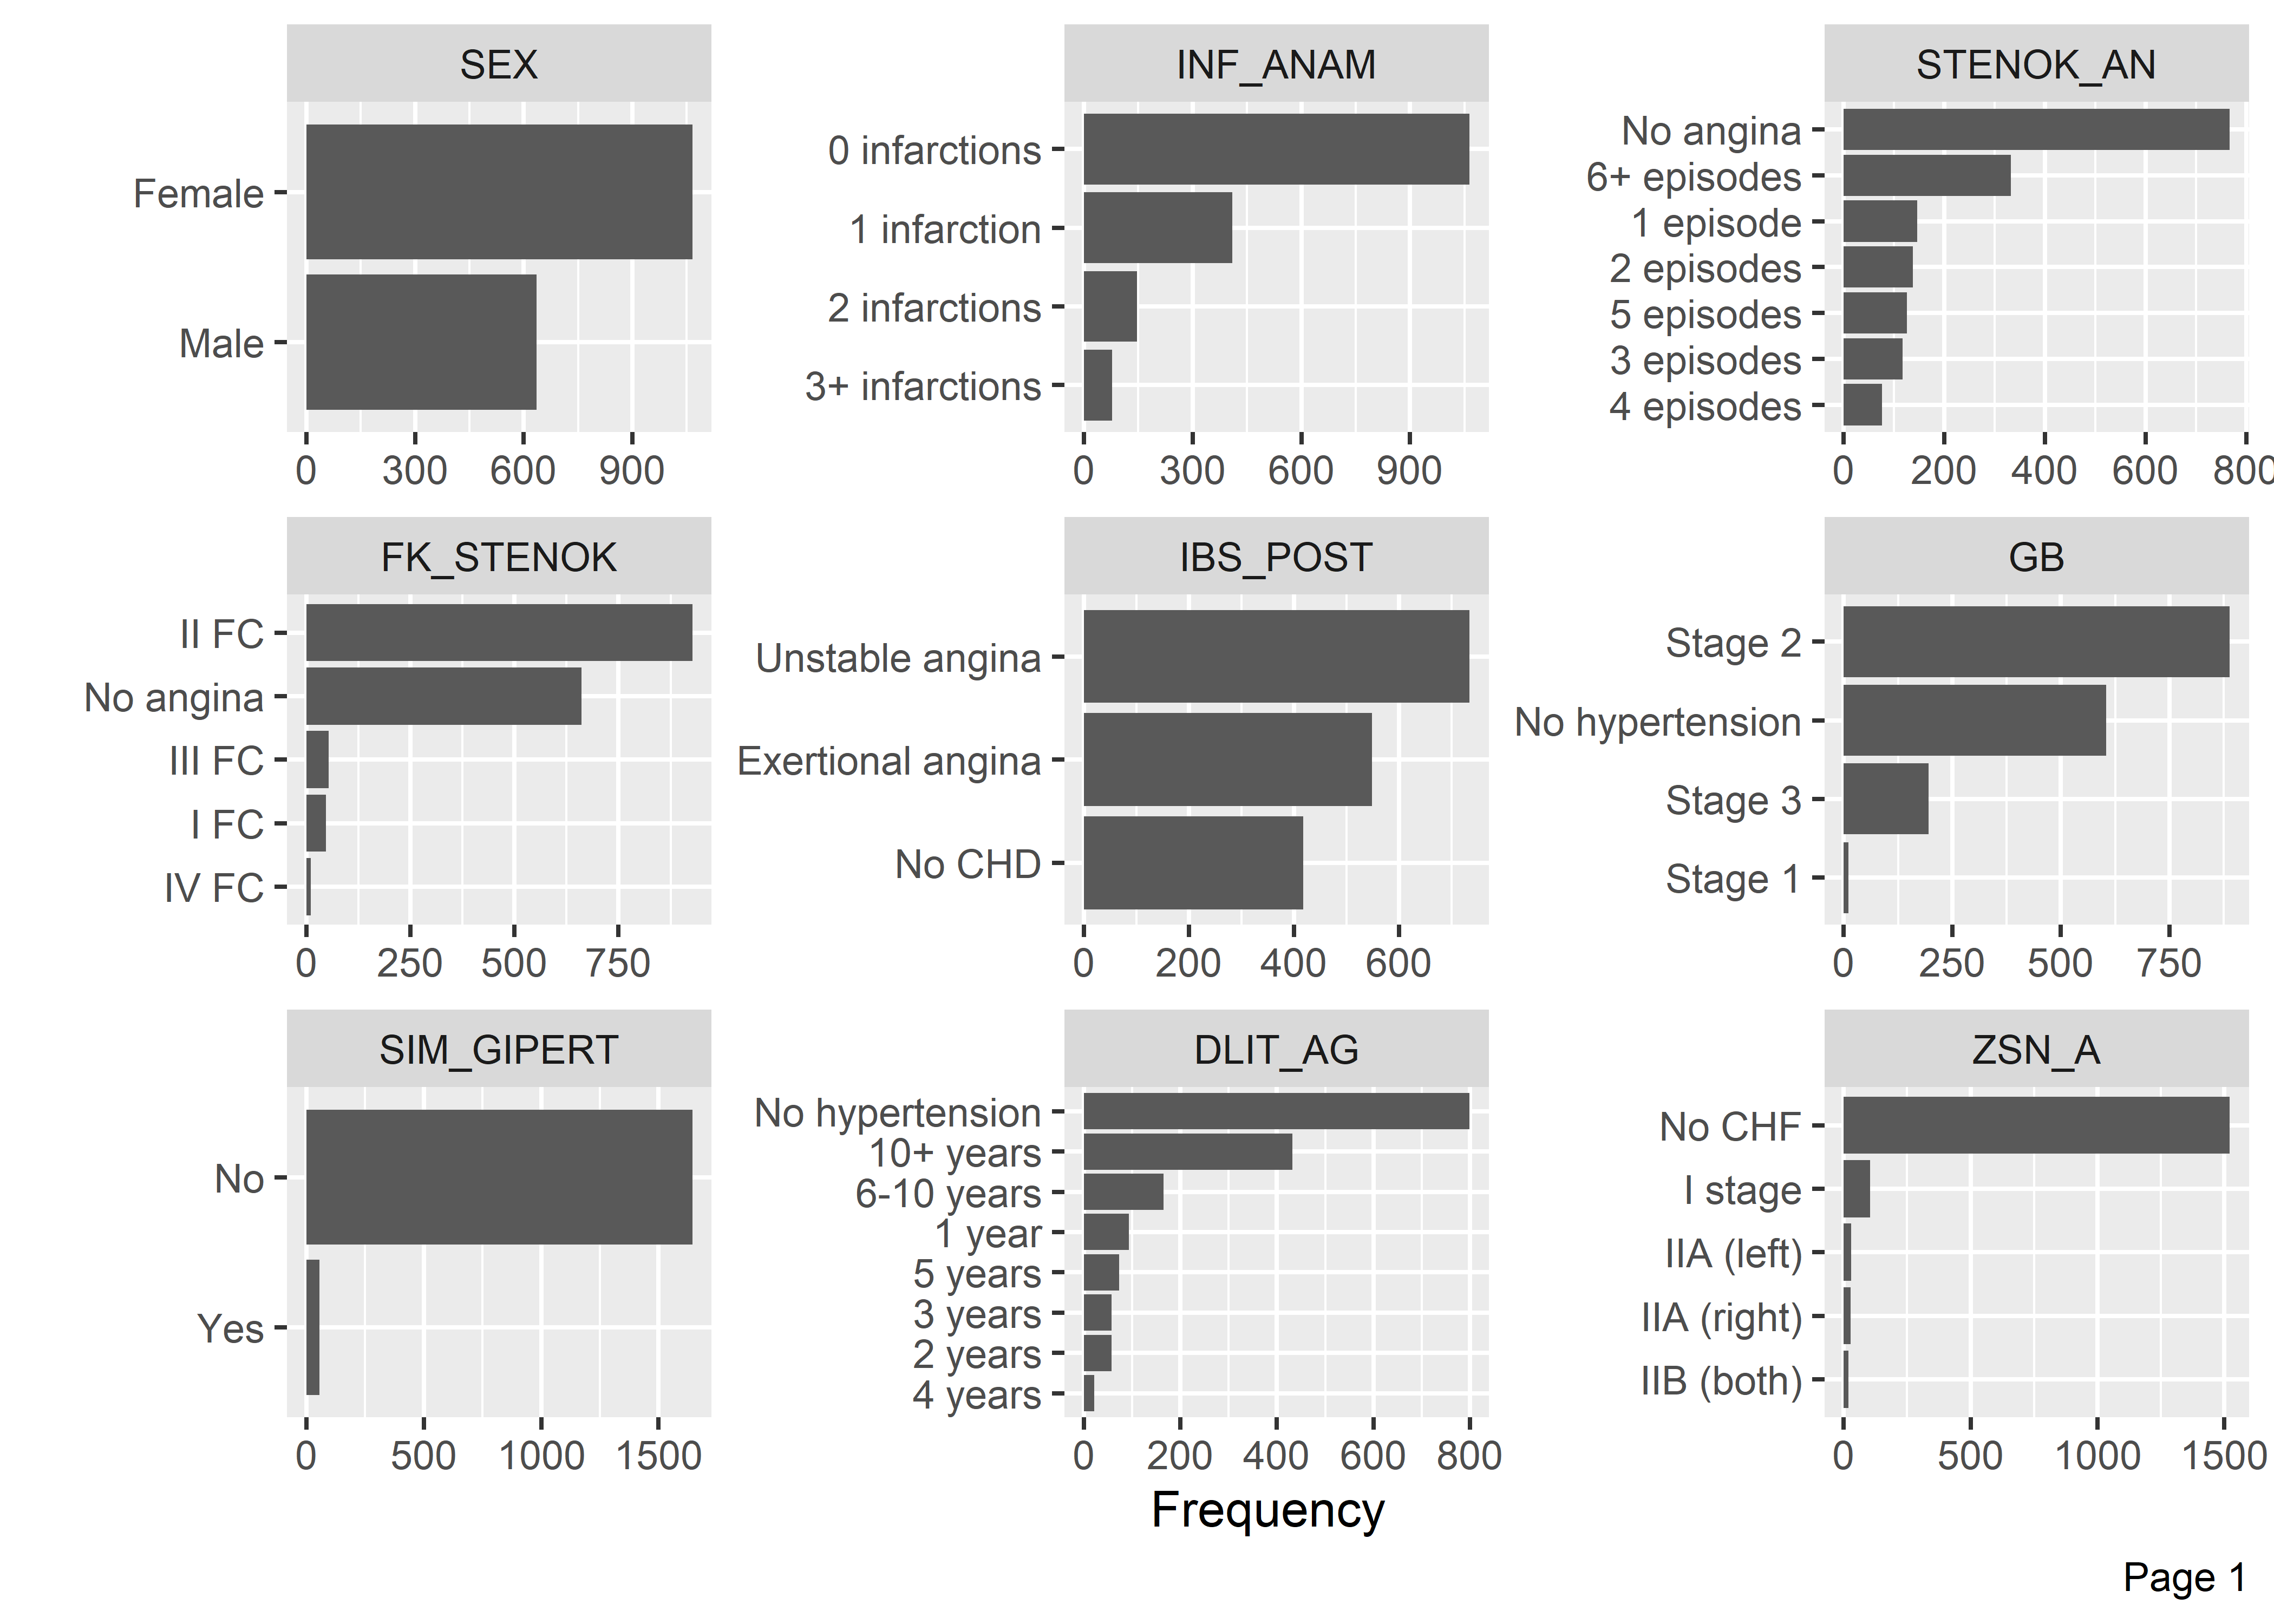 SEX
Female
Male
0 300 600 900
INF_ANAM
0 infarctions
1 infarction
2 infarctions
3+ infarctions
0 300 600 900
STENOK_AN
No angina
6+ episodes
1 episode
2 episodes
5 episodes
3 episodes
4 episodes
0 200 400 600 800
FK_STENOK
II FC
No angina
III FC
I FC
IV FC
0 250 500 750
IBS_POST
Unstable angina
Exertional angina
No CHD
0 200 400 600
GB
Stage 2
No hypertension
Stage 3
Stage 1
0 250 500 750
SIM_GIPERT
No
Yes
0 500 1000 1500
DLIT_AG
No hypertension
10+ years
6-10 years
1 year
5 years
3 years
2 years
4 years
0 200 400 600 800
ZSN_A
No CHF
I stage
IIA (left)
IIA (right)
IIB (both)
0 500 1000 1500
Frequency
Page 1